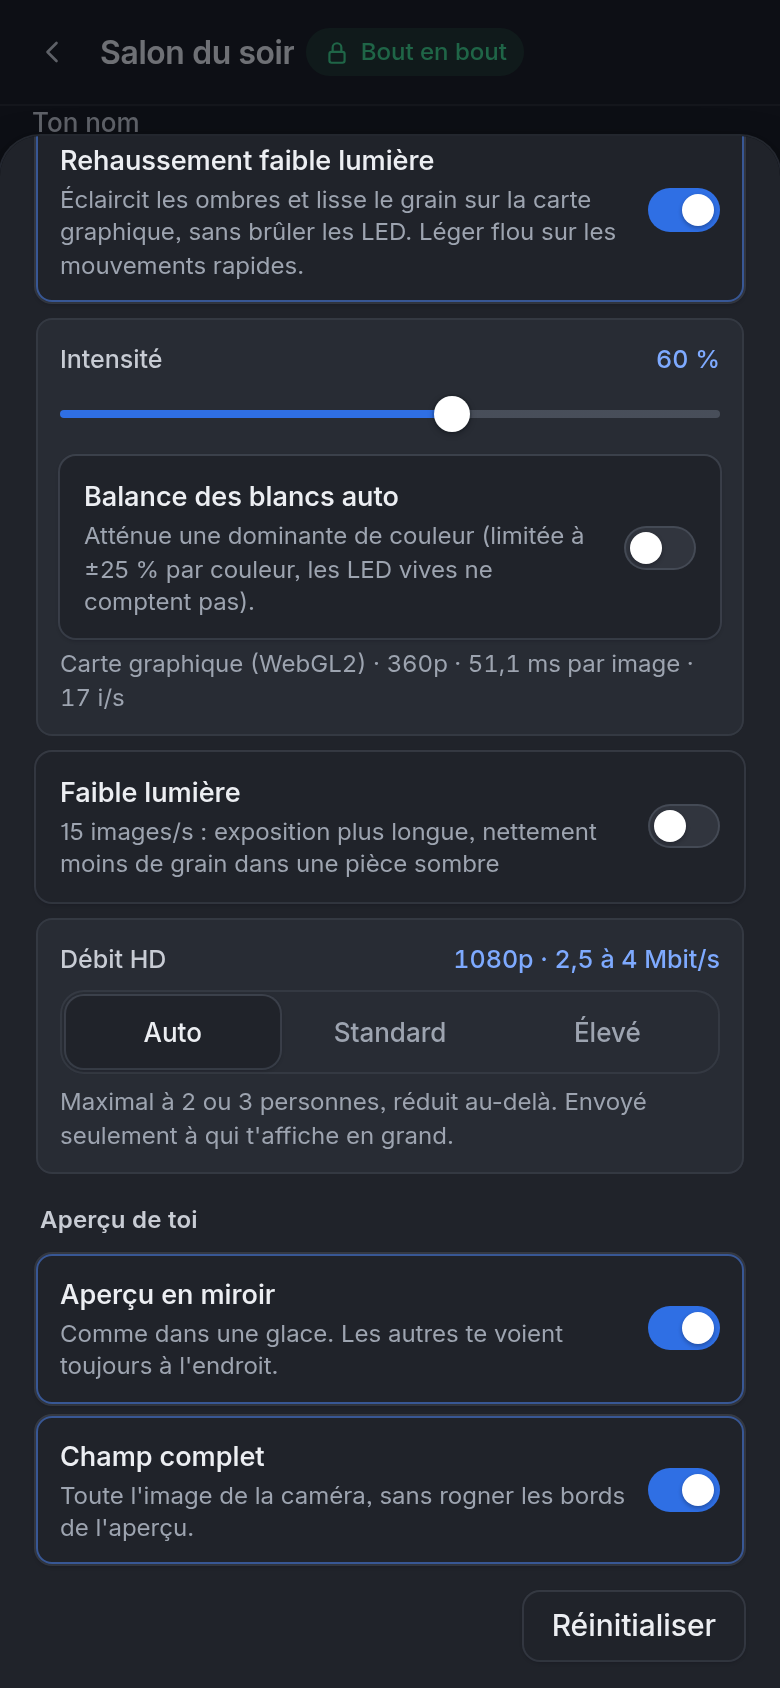 Salon du soir
Bout en bout
Ton nom
Rehaussement faible lumière
Éclaircit les ombres et lisse le grain sur la carte
graphique, sans brûler les LED. Léger flou sur les
mouvements rapides.
Intensité
60 %
Balance des blancs auto
Atténue une dominante de couleur (limitée à
±25 % par couleur, les LED vives ne
comptent pas).
Carte graphique (WebGL2) · 360p · 51,1 ms par image ·
17 i/s
Faible lumière
15 images/s : exposition plus longue, nettement
moins de grain dans une pièce sombre
Débit HD
1080p · 2,5 à 4 Mbit/s
Auto
Standard
Élevé
Maximal à 2 ou 3 personnes, réduit au-delà. Envoyé
seulement à qui t'affiche en grand.
Aperçu de toi
Aperçu en miroir
Comme dans une glace. Les autres te voient
toujours à l'endroit.
Champ complet
Toute l'image de la caméra, sans rogner les bords
de l'aperçu.
Réinitialiser